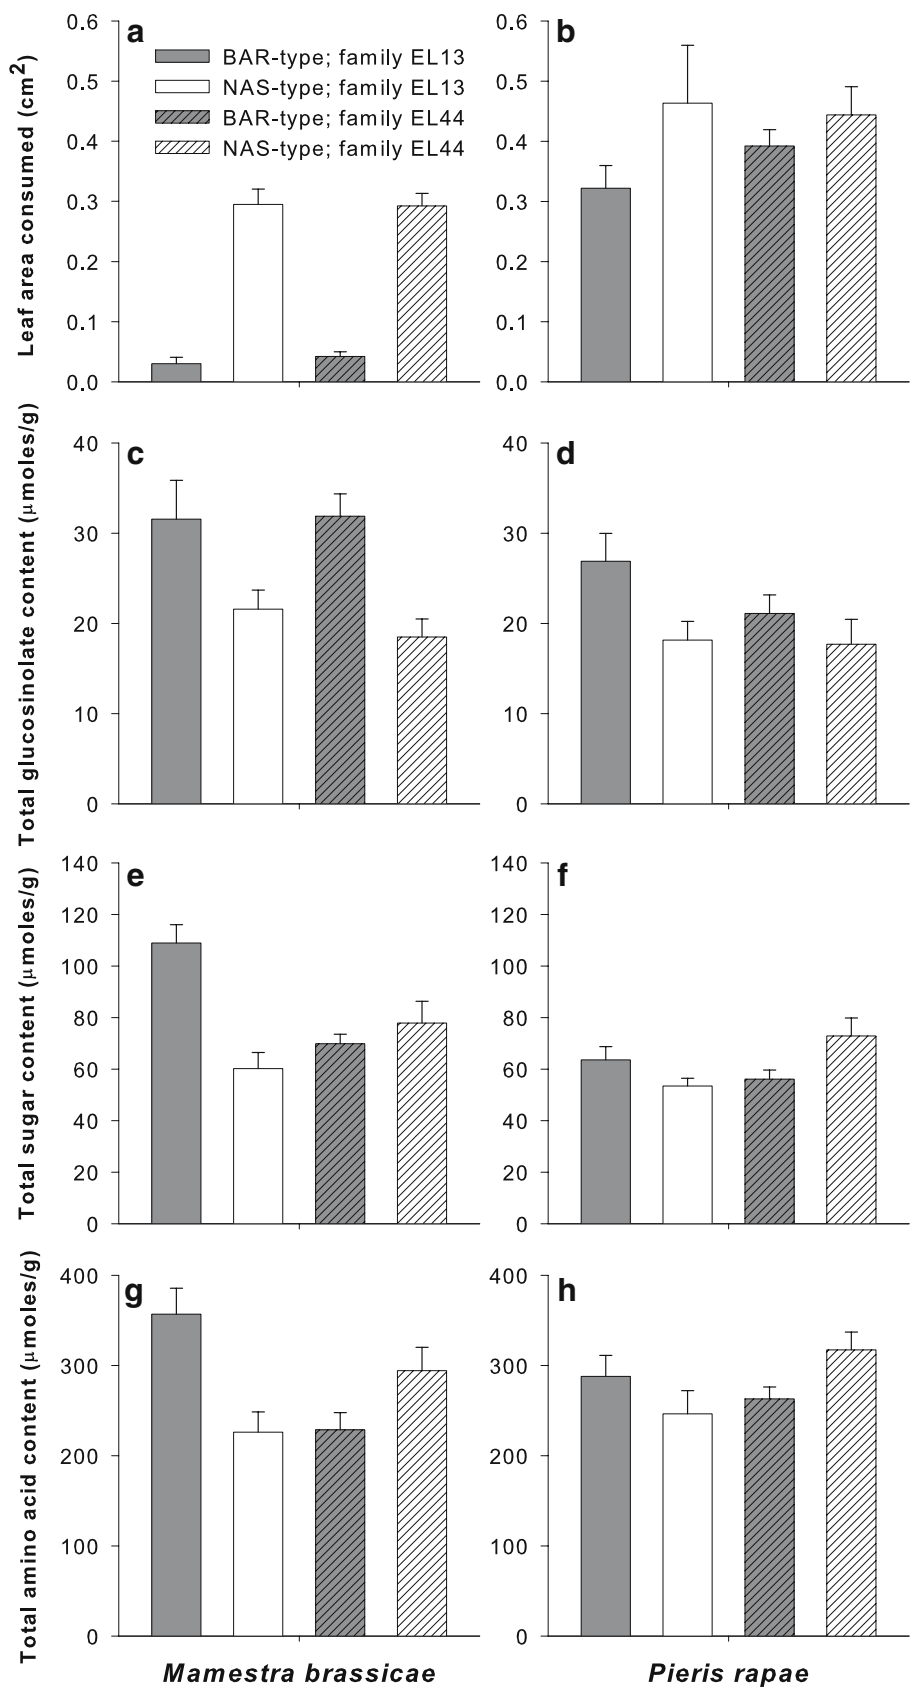 a
BAR-type; family EL13
NAS-type; family EL13
BAR-type; family EL44
NAS-type; family EL44
Leaf area consumed (cm2)
0.6
0.5
0.4
0.3
0.2
0.1
0.0
b
0.6
0.5
0.4
0.3
0.2
0.1
0.0
c
Total glucosinolate content (μmoles/g)
40
30
20
10
0
d
40
30
20
10
0
e
Total sugar content (μmoles/g)
140
120
100
80
60
40
20
0
f
140
120
100
80
60
40
20
0
g
Total amino acid content (μmoles/g)
400
300
200
100
0
h
400
300
200
100
0
Mamestra brassicae
Pieris rapae